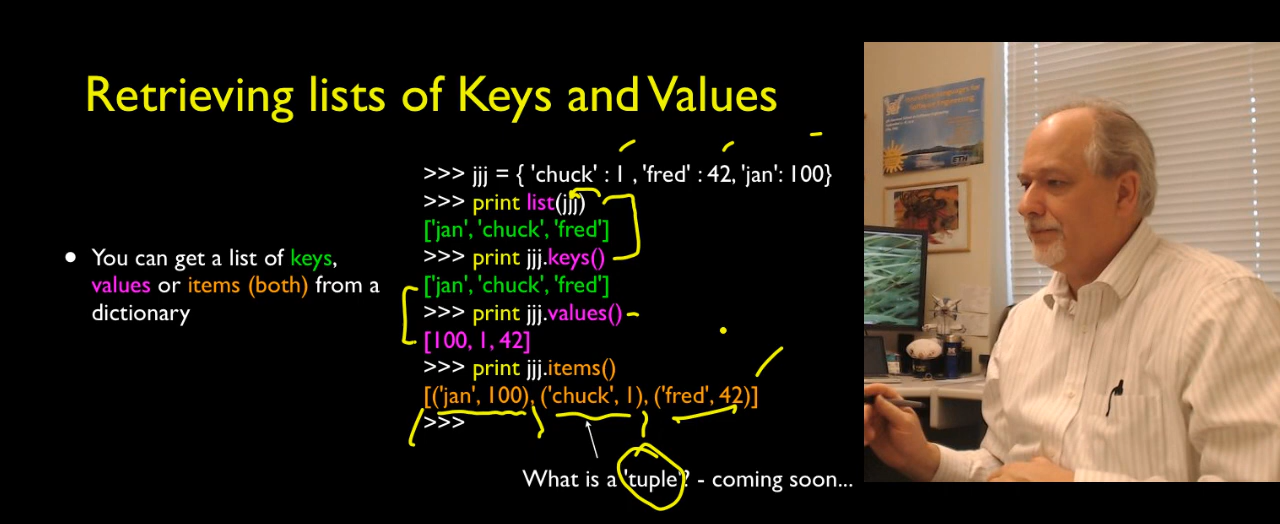 Retrieving lists of Keys and Values
• You can get a list of keys,
values or items (both) from a
dictionary
>>> jjj = { 'chuck' : 1 , 'fred' : 42, 'jan': 100}
>>> print list(jjj)
['jan', 'chuck', 'fred']
>>> print jjj.keys()
['jan', 'chuck', 'fred']
>>> print jjj.values()
[100, 1, 42]
>>> print jjj.items()
[('jan', 100), ('chuck', 1), ('fred', 42)]
>>>
What is a 'tuple'? - coming soon...
Software Engineering